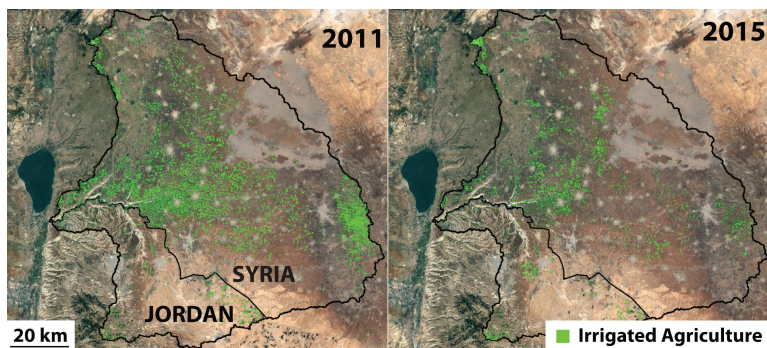 2011
2015
SYRIA
JORDAN
20 km
Irrigated Agriculture